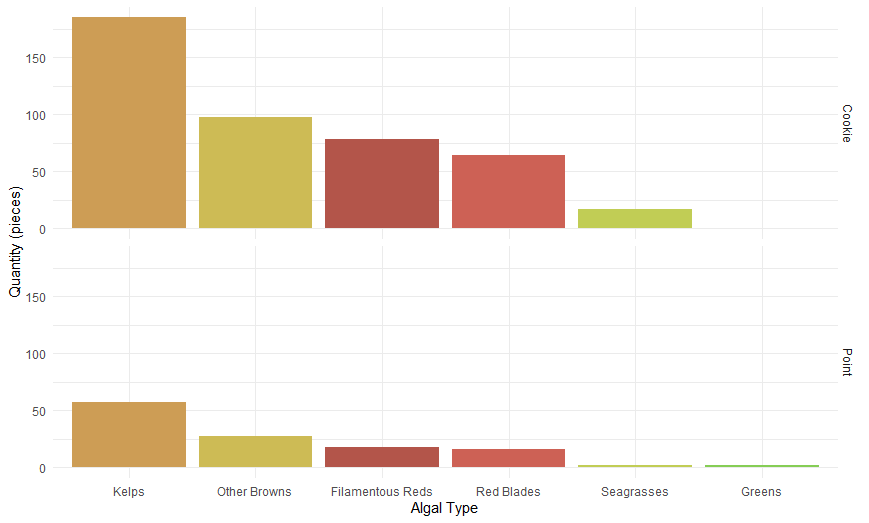 150
100
50
0
Cookie
Quantity (pieces)
150
100
50
0
Point
Kelps Other Browns Filamentous Reds Red Blades Seagrasses Greens
Algal Type